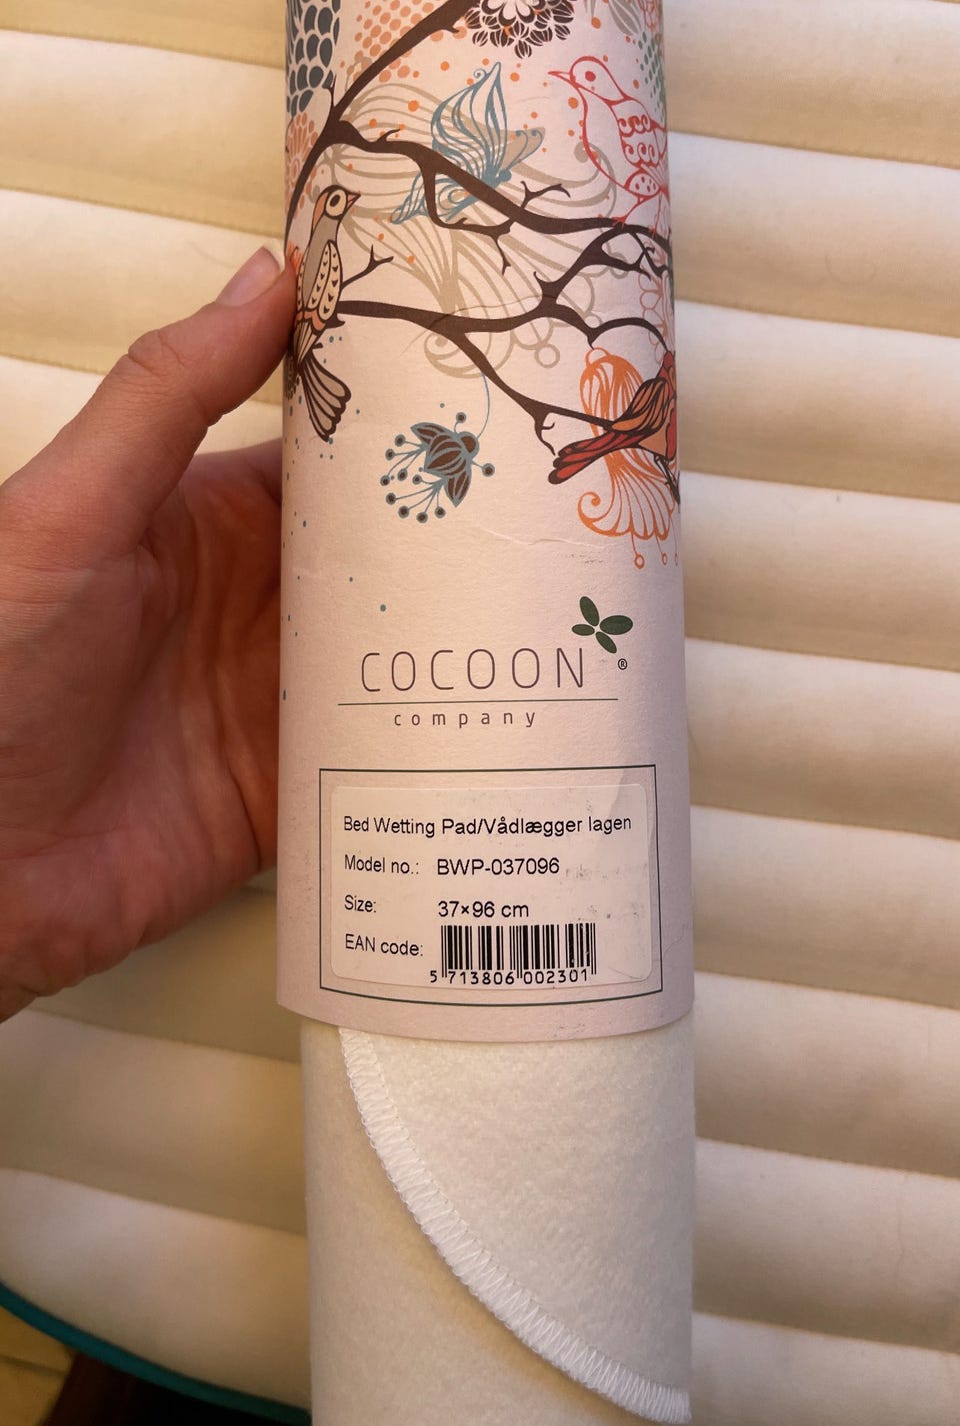 COCOON
®
company
Bed Wetting Pad/Vådlægger lagen
Model no.: BWP-037096
Size: 37×96 cm
EAN code:
5 713806 002301